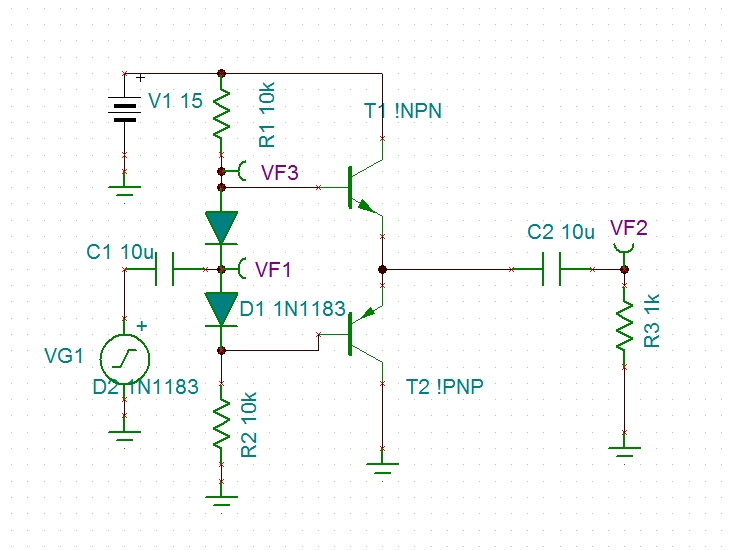 +
V1 15
R1 10k
T1 !NPN
VF3
C1 10u
VF1
C2 10u
VF2
D1 1N1183
+
VG1
D2 1N1183
R3 1k
T2 !PNP
R2 10k